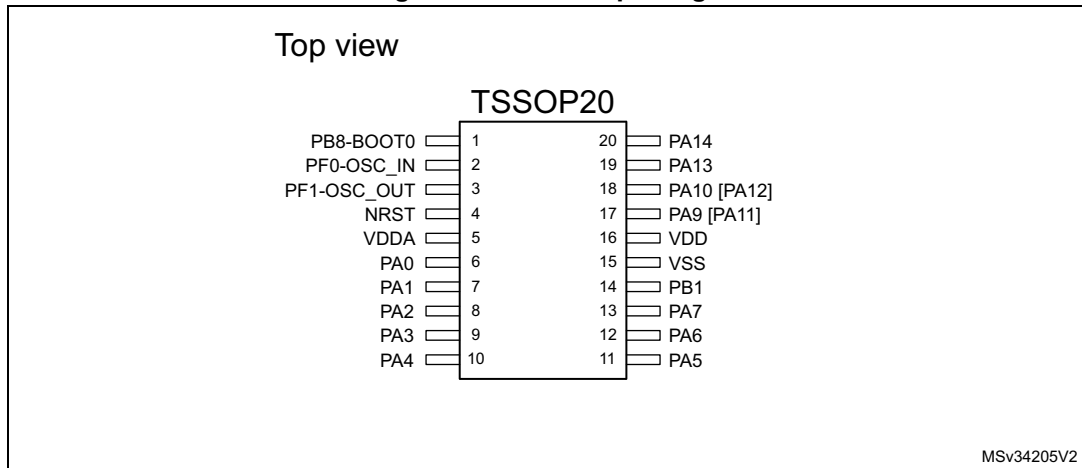 Top view
TSSOP20
PB8-BOOT0 1 20 PA14
PF0-OSC_IN 2 19 PA13
PF1-OSC_OUT 3 18 PA10 [PA12]
NRST 4 17 PA9 [PA11]
VDDA 5 16 VDD
PA0 6 15 VSS
PA1 7 14 PB1
PA2 8 13 PA7
PA3 9 12 PA6
PA4 10 11 PA5
MSv34205V2